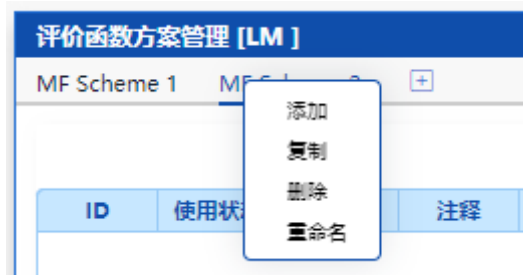 评价函数方案管理 [LM ]
MF Scheme 1
添加
复制
删除
重命名
ID 使用状 注释